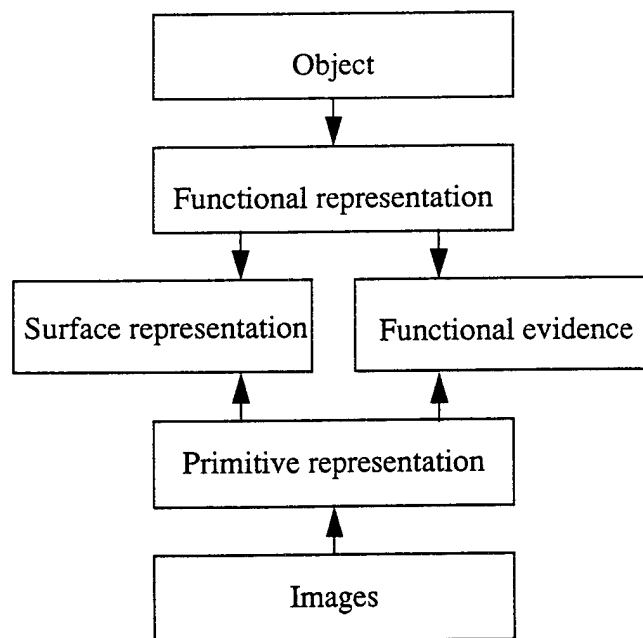 Object
Functional representation
Surface representation
Functional evidence
Primitive representation
Images